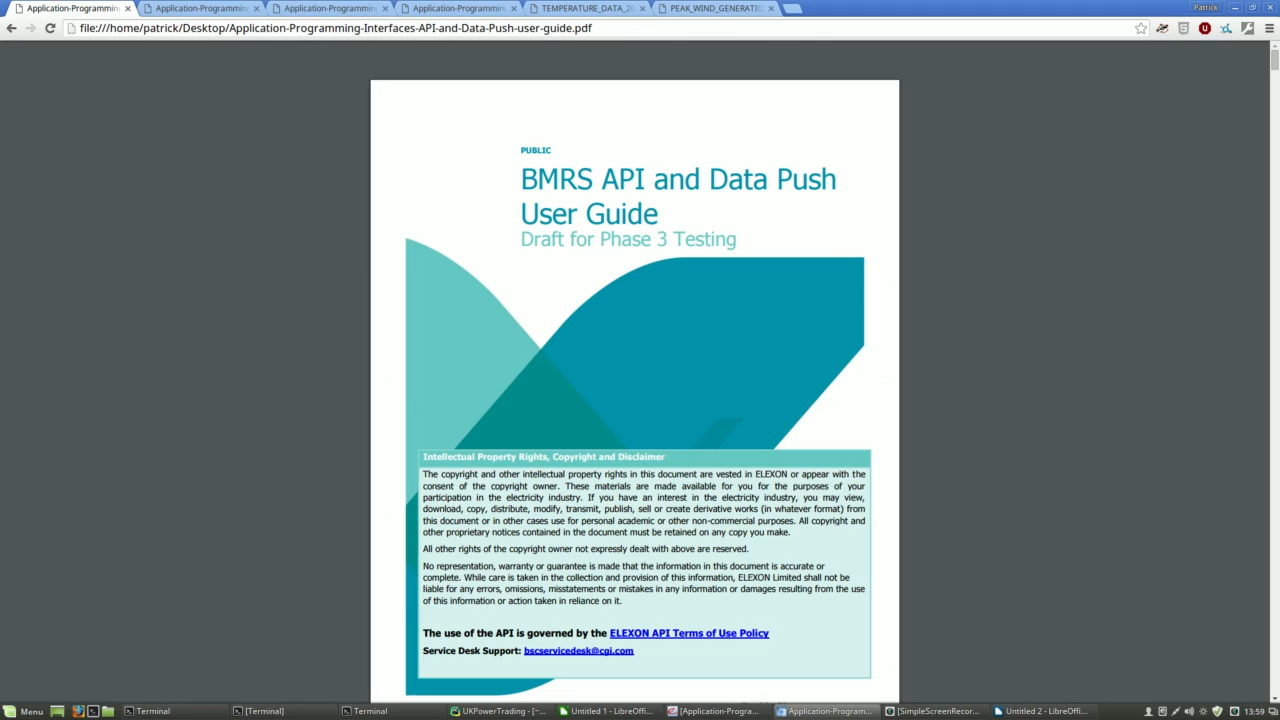 Application-Programming
Application-Programming
Application-Programming
Application-Programming
TEMPERATURE_DATA_20
PEAK_WIND_GENERATIO
Patrick
file:///home/patrick/Desktop/Application-Programming-Interfaces-API-and-Data-Push-user-guide.pdf
PUBLIC
BMRS API and Data Push
User Guide
Draft for Phase 3 Testing
Intellectual Property Rights, Copyright and Disclaimer
The copyright and other intellectual property rights in this document are vested in ELEXON or appear with the
consent of the copyright owner. These materials are made available for you for the purposes of your
participation in the electricity industry. If you have an interest in the electricity industry, you may view,
download, copy, distribute, modify, transmit, publish, sell or create derivative works (in whatever format) from
this document or in other cases use for personal academic or other non-commercial purposes. All copyright and
other proprietary notices contained in the document must be retained on any copy you make.
All other rights of the copyright owner not expressly dealt with above are reserved.
No representation, warranty or guarantee is made that the information in this document is accurate or
complete. While care is taken in the collection and provision of this information, ELEXON Limited shall not be
liable for any errors, omissions, misstatements or mistakes in any information or damages resulting from the use
of this information or action taken in reliance on it.
The use of the API is governed by the ELEXON API Terms of Use Policy
Service Desk Support: bscservicedesk@cgi.com
Menu
Terminal
[Terminal]
Terminal
UKPowerTrading - [~...
Untitled 1 - LibreOffi...
[Application-Progra...
Application-Program...
[SimpleScreenRecor...
Untitled 2 - LibreOffi...
13:59